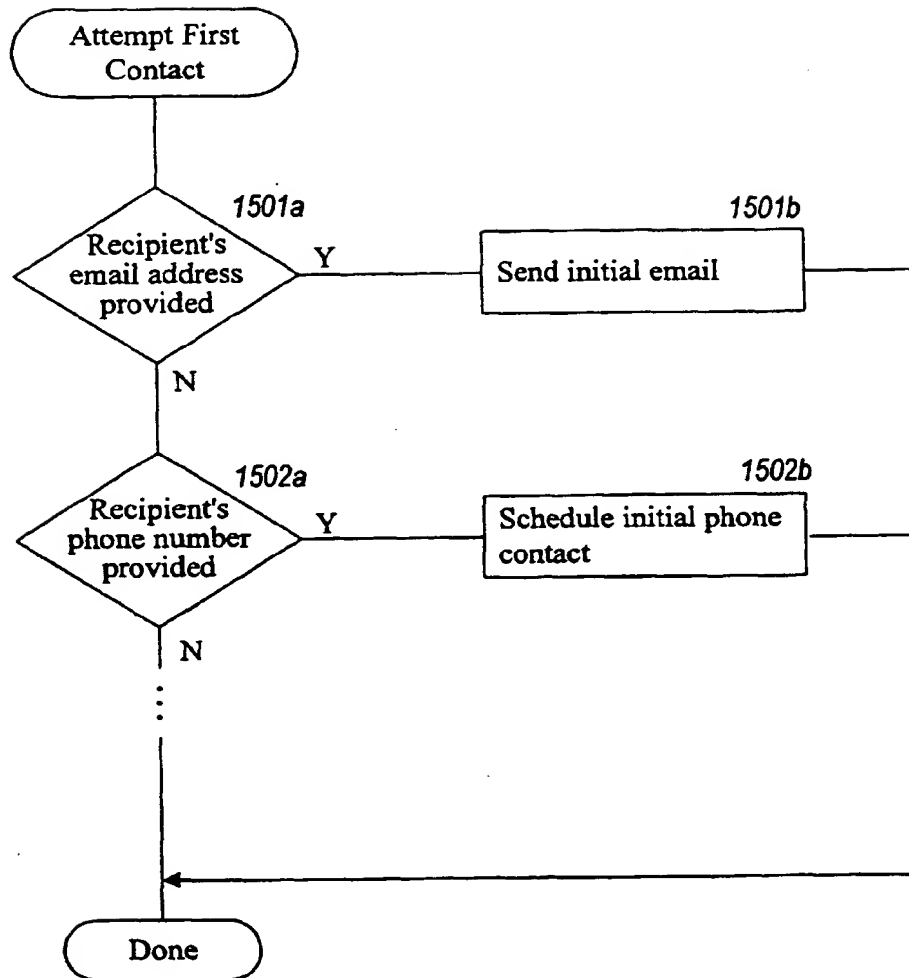 Attempt First
Contact
1501a
Recipient's
email address
provided
Y
1501b
Send initial email
N
1502a
Recipient's
phone number
provided
Y
1502b
Schedule initial phone
contact
N
Done